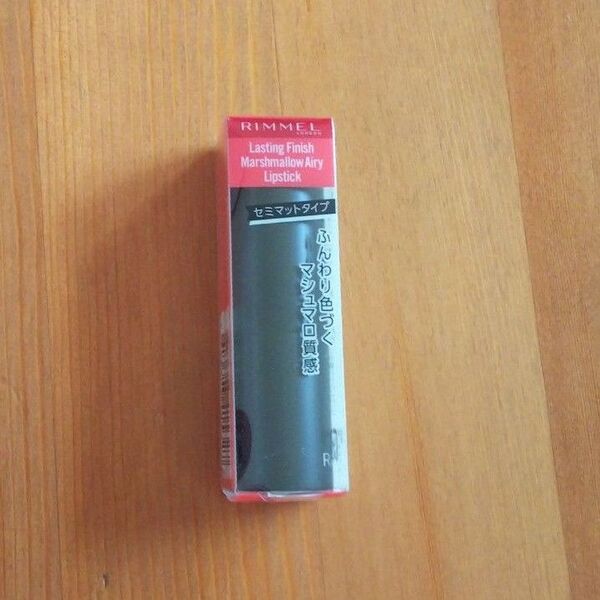 RIMMEL
LONDON
Lasting Finish
Marshmallow Airy
Lipstick
セミマットタイプ
ふんわり色づく
マシュマロ質感
R